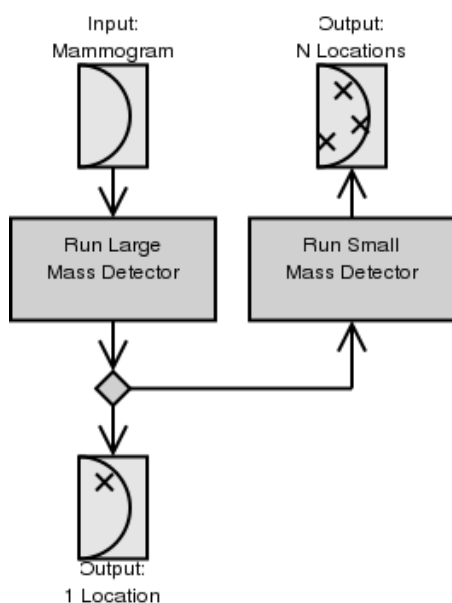 Input:
Mammogram
Output:
N Locations
Run Large
Mass Detector
Run Small
Mass Detector
Output:
1 Location